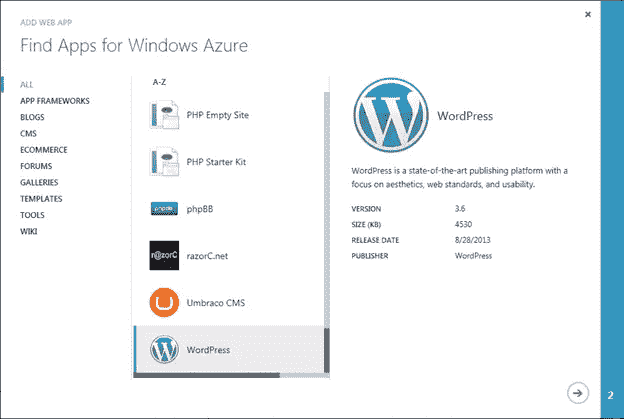 ADD WEB APP
Find Apps for Windows Azure
ALL
APP FRAMEWORKS
BLOGS
CMS
ECOMMERCE
FORUMS
GALLERIES
TEMPLATES
TOOLS
WIKI
A-Z
PHP Empty Site
PHP Starter Kit
phpBB
razorC.net
Umbraco CMS
WordPress
WordPress
WordPress is a state-of-the-art publishing platform with a
focus on aesthetics, web standards, and usability.
VERSION 3.6
SIZE (KB) 4530
RELEASE DATE 8/28/2013
PUBLISHER WordPress
2